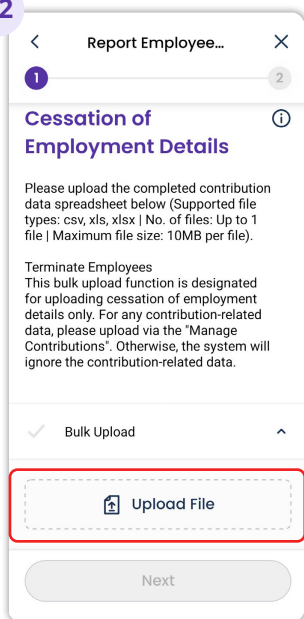 2
Report Employee...
1
2
Cessation of
Employment Details
Please upload the completed contribution
data spreadsheet below (Supported file
types: csv, xls, xlsx | No. of files: Up to 1
file | Maximum file size: 10MB per file).
Terminate Employees
This bulk upload function is designated
for uploading cessation of employment
details only. For any contribution-related
data, please upload via the "Manage
Contributions". Otherwise, the system will
ignore the contribution-related data.
Bulk Upload
Upload File
Next